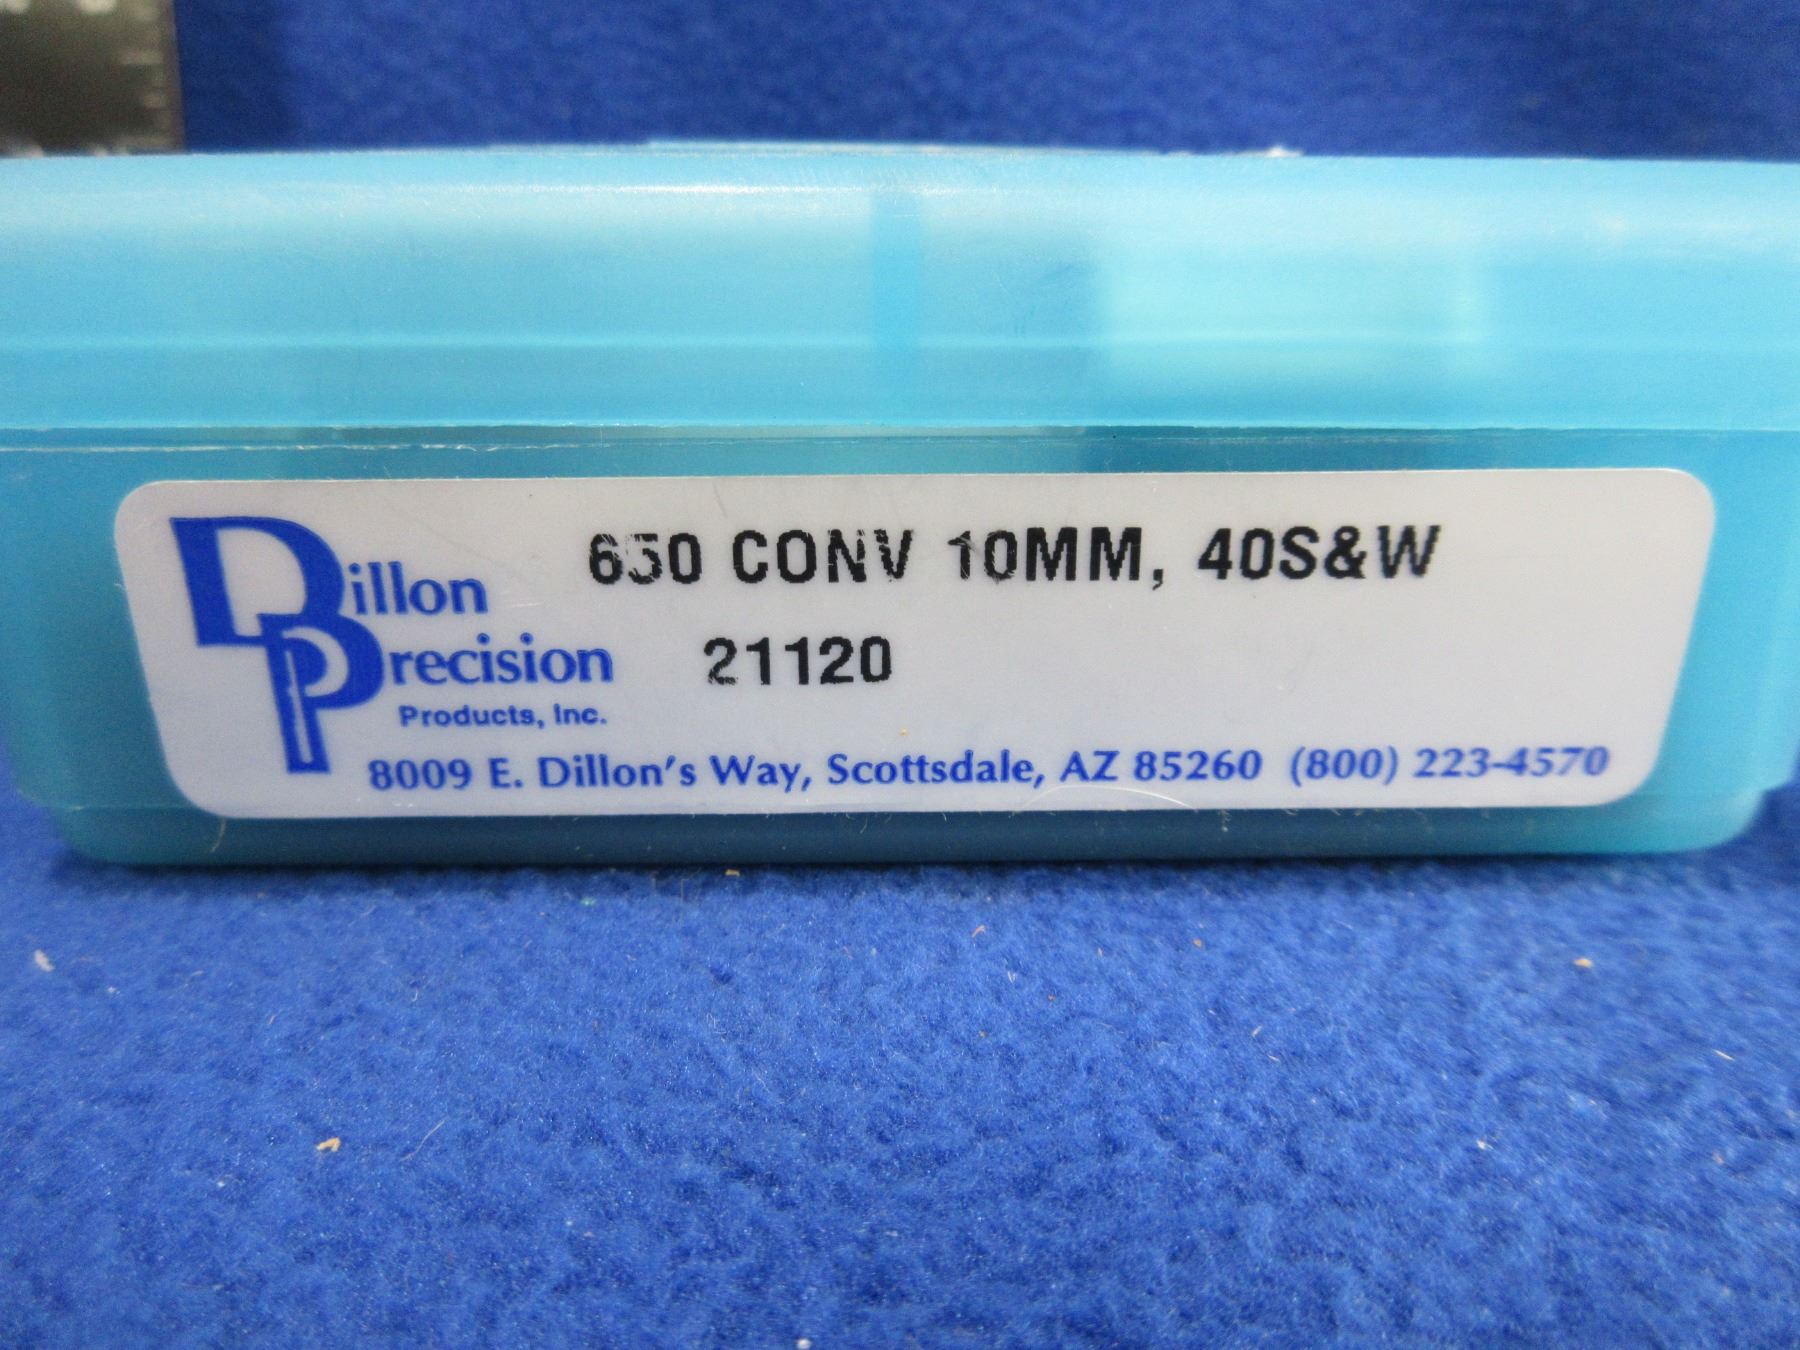 650 CONV 10MM, 40S&W
Dillon
Precision
21120
Products, Inc.
8009 E. Dillon's Way, Scottsdale, AZ 85260 (800) 223-4570